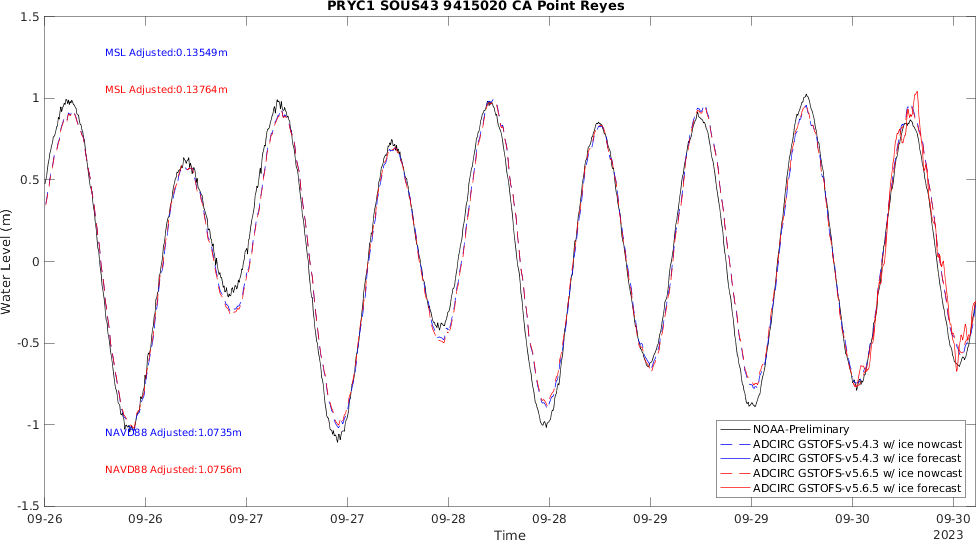 PRYC1 SOUS43 9415020 CA Point Reyes
1.5
MSL Adjusted:0.13549m
MSL Adjusted:0.13764m
1
0.5
Water Level (m)
0
-0.5
-1
NAVD88 Adjusted:1.0735m
NAVD88 Adjusted:1.0756m
-1.5
NOAA-Preliminary
ADCIRC GSTOFS-v5.4.3 w/ ice nowcast
ADCIRC GSTOFS-v5.4.3 w/ ice forecast
ADCIRC GSTOFS-v5.6.5 w/ ice nowcast
ADCIRC GSTOFS-v5.6.5 w/ ice forecast
09-26 09-26 09-27 09-27 09-28 09-28 09-29 09-29 09-30 09-30
Time
2023